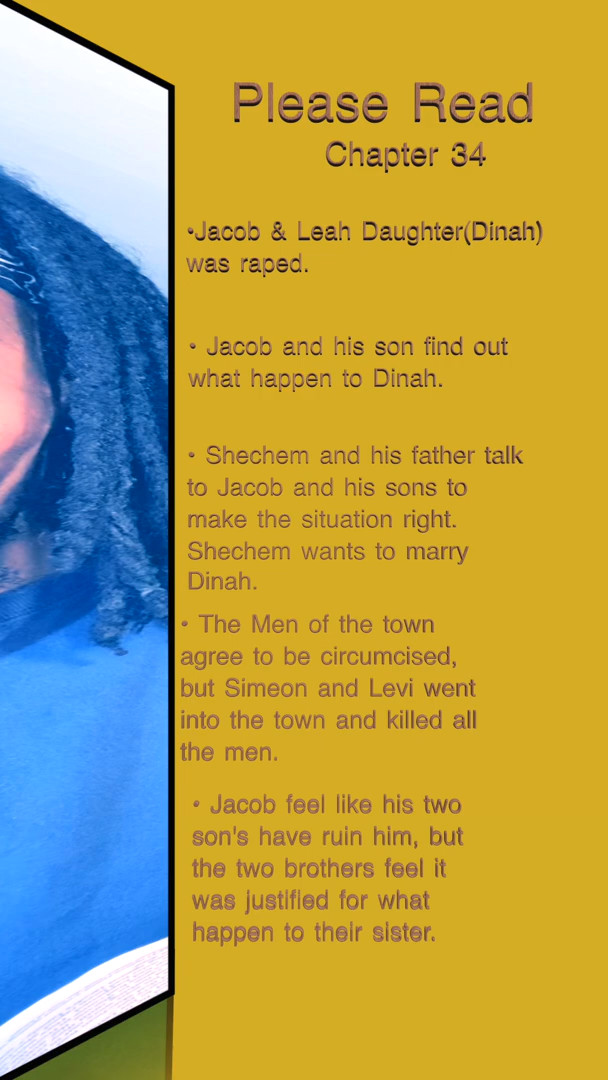 Please Read
Chapter 34
•Jacob & Leah Daughter(Dinah)
was raped.
• Jacob and his son find out
what happen to Dinah.
• Shechem and his father talk
to Jacob and his sons to
make the situation right.
Shechem wants to marry
Dinah.
• The Men of the town
agree to be circumcised,
but Simeon and Levi went
into the town and killed all
the men.
• Jacob feel like his two
son's have ruin him, but
the two brothers feel it
was justified for what
happen to their sister.